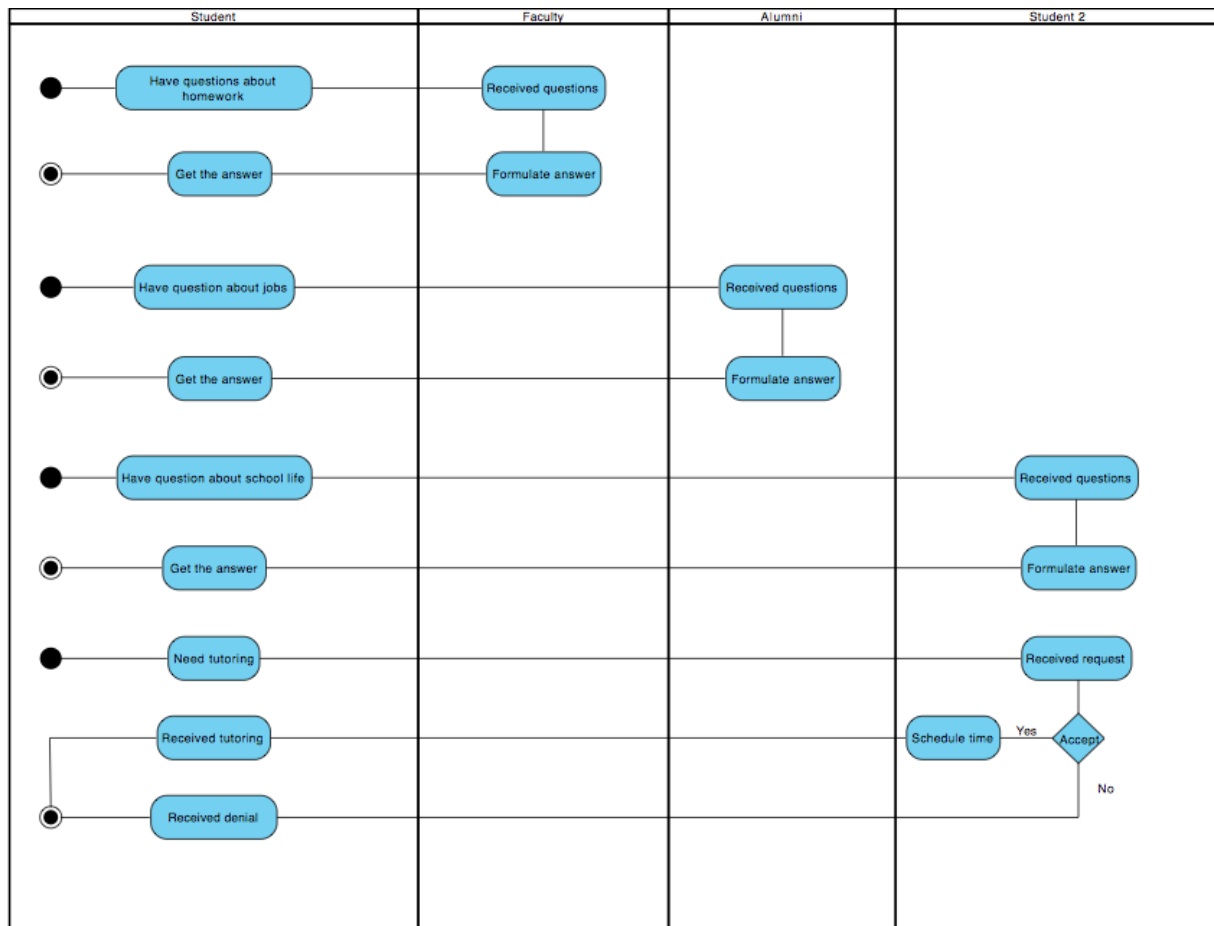 Student
Faculty
Alumni
Student 2
Have questions about
homework
Received questions
Get the answer
Formulate answer
Have question about jobs
Received questions
Get the answer
Formulate answer
Have question about school life
Received questions
Get the answer
Formulate answer
Need tutoring
Received request
Received tutoring
Schedule time
Yes
Accept
No
Received denial